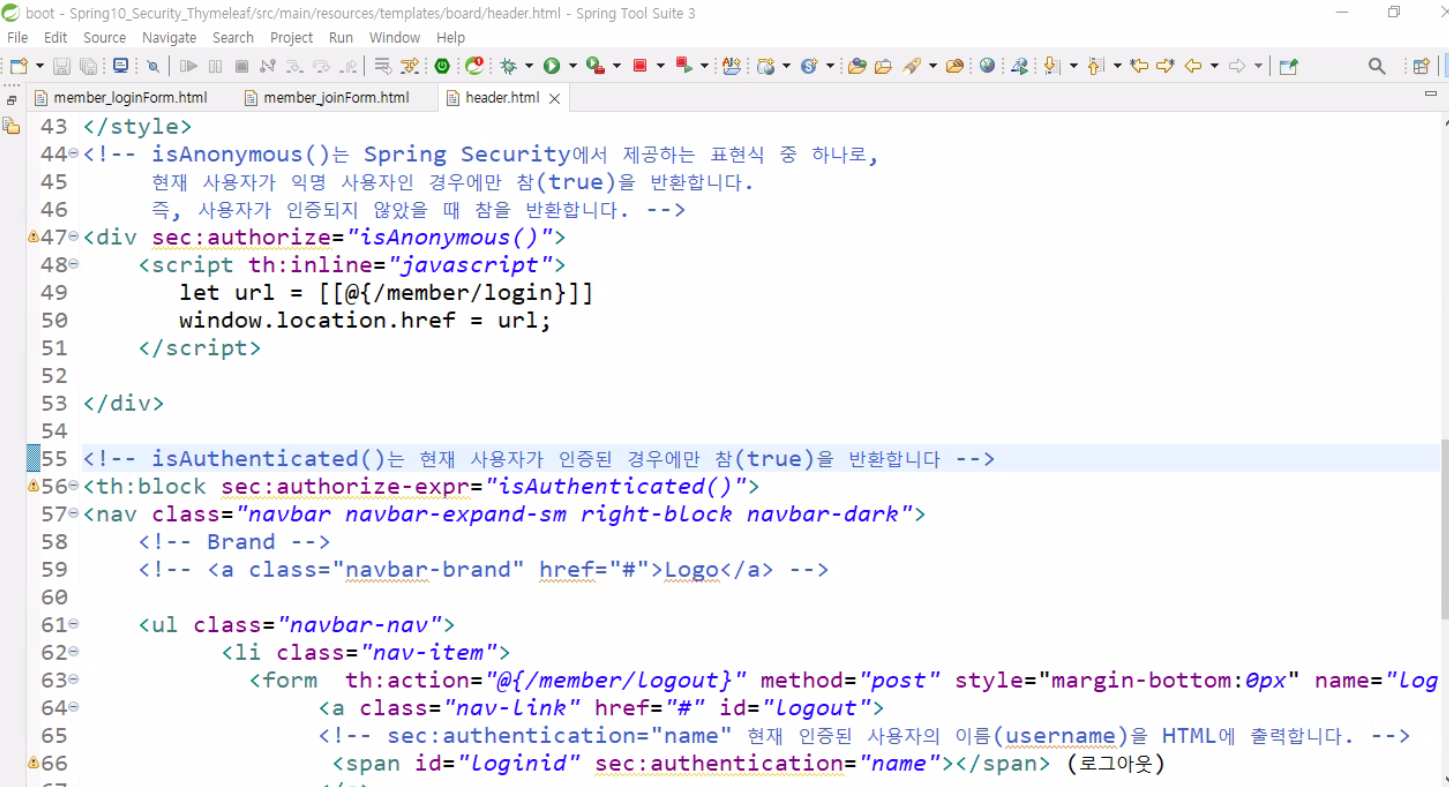 boot - Spring10_Security_Thymeleaf/src/main/resources/templates/board/header.html - Spring Tool Suite 3
File Edit Source Navigate Search Project Run Window Help
member_loginForm.html member_joinForm.html header.html
43 </style>
44 <!-- isAnonymous()는 Spring Security에서 제공하는 표현식 중 하나로,
45 현재 사용자가 익명 사용자인 경우에만 참(true)을 반환합니다.
46 즉, 사용자가 인증되지 않았을 때 참을 반환합니다. -->
47 <div sec:authorize="isAnonymous()">
48 <script th:inline="javascript">
49 let url = [[@{/member/login}]]
50 window.location.href = url;
51 </script>
52
53 </div>
54
55 <!-- isAuthenticated()는 현재 사용자가 인증된 경우에만 참(true)을 반환합니다 -->
56 <th:block sec:authorize-expr="isAuthenticated()">
57 <nav class="navbar navbar-expand-sm right-block navbar-dark">
58 <!-- Brand -->
59 <!-- <a class="navbar-brand" href="#">Logo</a> -->
60
61 <ul class="navbar-nav">
62 <li class="nav-item">
63 <form th:action="@{/member/logout}" method="post" style="margin-bottom:0px" name="log
64 <a class="nav-link" href="#" id="logout">
65 <!-- sec:authentication="name" 현재 인증된 사용자의 이름(username)을 HTML에 출력합니다. -->
66 <span id="loginid" sec:authentication="name"></span> (로그아웃)